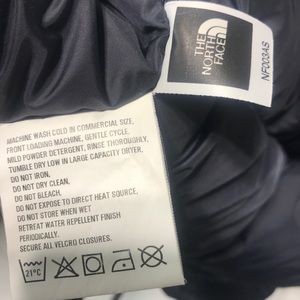 THE
NORTH
FACE
NF003AS
MACHINE WASH COLD IN COMMERCIAL SIZE,
FRONT LOADING MACHINE, GENTLE CYCLE.
MILD POWDER DETERGENT, RINSE THOROUGHLY,
TUMBLE DRY LOW IN LARGE CAPACITY DRYER.
DO NOT IRON.
DO NOT DRY CLEAN.
DO NOT BLEACH.
DO NOT EXPOSE TO DIRECT HEAT SOURCE,
DO NOT STORE WHEN WET
RETREAT WATER REPELLENT FINISH
PERIODICALLY.
SECURE ALL VELCRO CLOSURES.
21°C